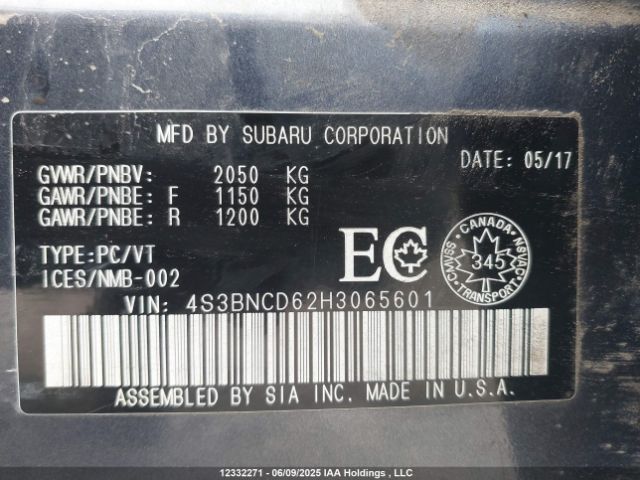 MFD BY SUBARU CORPORATION
GVWR/PNBV: 2050 KG
DATE: 05/17
GAWR/PNBE: F 1150 KG
GAWR/PNBE: R 1200 KG
TYPE:PC/VT
ICES/NMB-002
EC
CANADA
CMVSS
NSVAC
345
TRANSPORT
VIN: 4S3BNCD62H3065601
ASSEMBLED BY SIA INC. MADE IN U.S.A.
12332271 - 06/09/2025 IAA Holdings , LLC